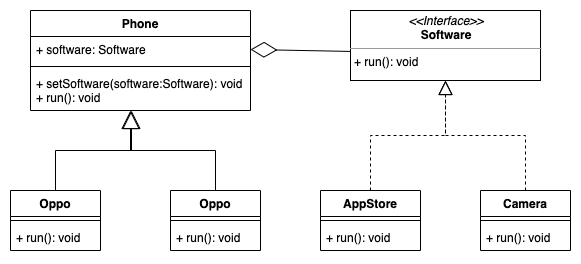 Phone
+ software: Software
+ setSoftware(software:Software): void
+ run(): void
<<Interface>>
Software
+ run(): void
Oppo
+ run(): void
Oppo
+ run(): void
AppStore
+ run(): void
Camera
+ run(): void